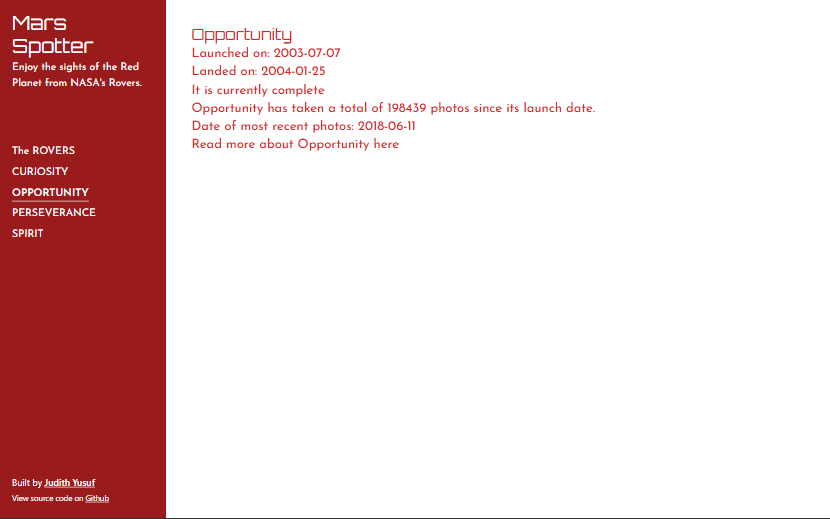 Mars
Spotter
Enjoy the sights of the Red
Planet from NASA's Rovers.
The ROVERS
CURIOSITY
OPPORTUNITY
PERSEVERANCE
SPIRIT
Built by Judith Yusuf
View source code on Github
Opportunity
Launched on: 2003-07-07
Landed on: 2004-01-25
It is currently complete
Opportunity has taken a total of 198439 photos since its launch date.
Date of most recent photos: 2018-06-11
Read more about Opportunity here